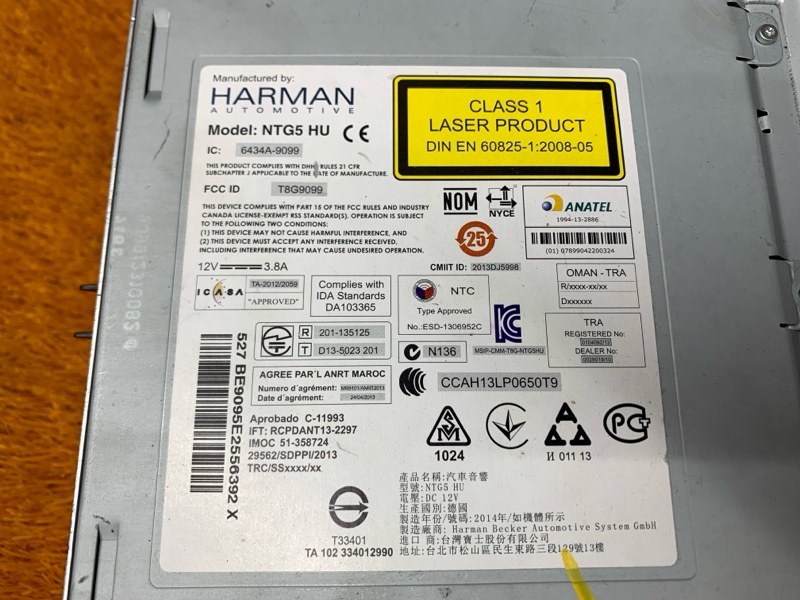 Manufactured by:
HARMAN
AUTOMOTIVE
Model: NTG5 HU CE
IC: 6434A-9099
THIS PRODUCT COMPLIES WITH DHH RULES 21 CFR
SUBCHAPTER J APPLICABLE TO THE DATE OF MANUFACTURE.
FCC ID T8G9099
THIS DEVICE COMPLIES WITH PART 15 OF FCC RULES AND INDUSTRY
CANADA LICENSE-EXEMPT RSS STANDARD(S). OPERATION IS SUBJECT
TO THE FOLLOWING TWO CONDITIONS:
(1) THIS DEVICE MAY NOT CAUSE HARMFUL INTERFERENCE, AND
(2) THIS DEVICE MUST ACCEPT ANY INTERFERENCE RECEIVED,
INCLUDING INTERFERENCE THAT MAY CAUSE UNDESIRED OPERATION.
12V 3.8A
CLASS 1
LASER PRODUCT
DIN EN 60825-1:2008-05
NOM
NYCE
ANATEL
1994-13-2886
(01) 07899042200324
25
CMIIT ID: 2013DJ5998
OMAN - TRA
R/xxxx-xx/xx
Dxxxxxx
ICASA
TA-2012/2059
"APPROVED"
Complies with
IDA Standards
DA103365
NTC
Type Approved
No.:ESD-1306952C
MSIP-CMM-T8G-NTG5HU
TRA
REGISTERED No:
DEALER No:
R 201-135125
T D13-5023 201
N136
AGREE PAR´L ANRT MAROC
Numero d´agrément: MR8101/ANRT2013
Date d´agrément: 24/04/2013
CCAH13LP0650T9
527 BE9095E2556392 X
Aprobado C-11993
IFT: RCPDANT13-2297
IMOC 51-358724
29562/SDPPI/2013
TRC/SSxxxx/xx
1024
И 011 13
T33401
TA 102 334012990
產品名稱:汽車音響
型號:NTG5 HU
電壓:DC 12V
生產國別:德國
製造年份/號碼:2014年/如機體所示
製造廠商: Harman Becker Automotive System GmbH
進口 商:台灣賓士股份有限公司
地址:台北市松山區民生東路三段129號13樓